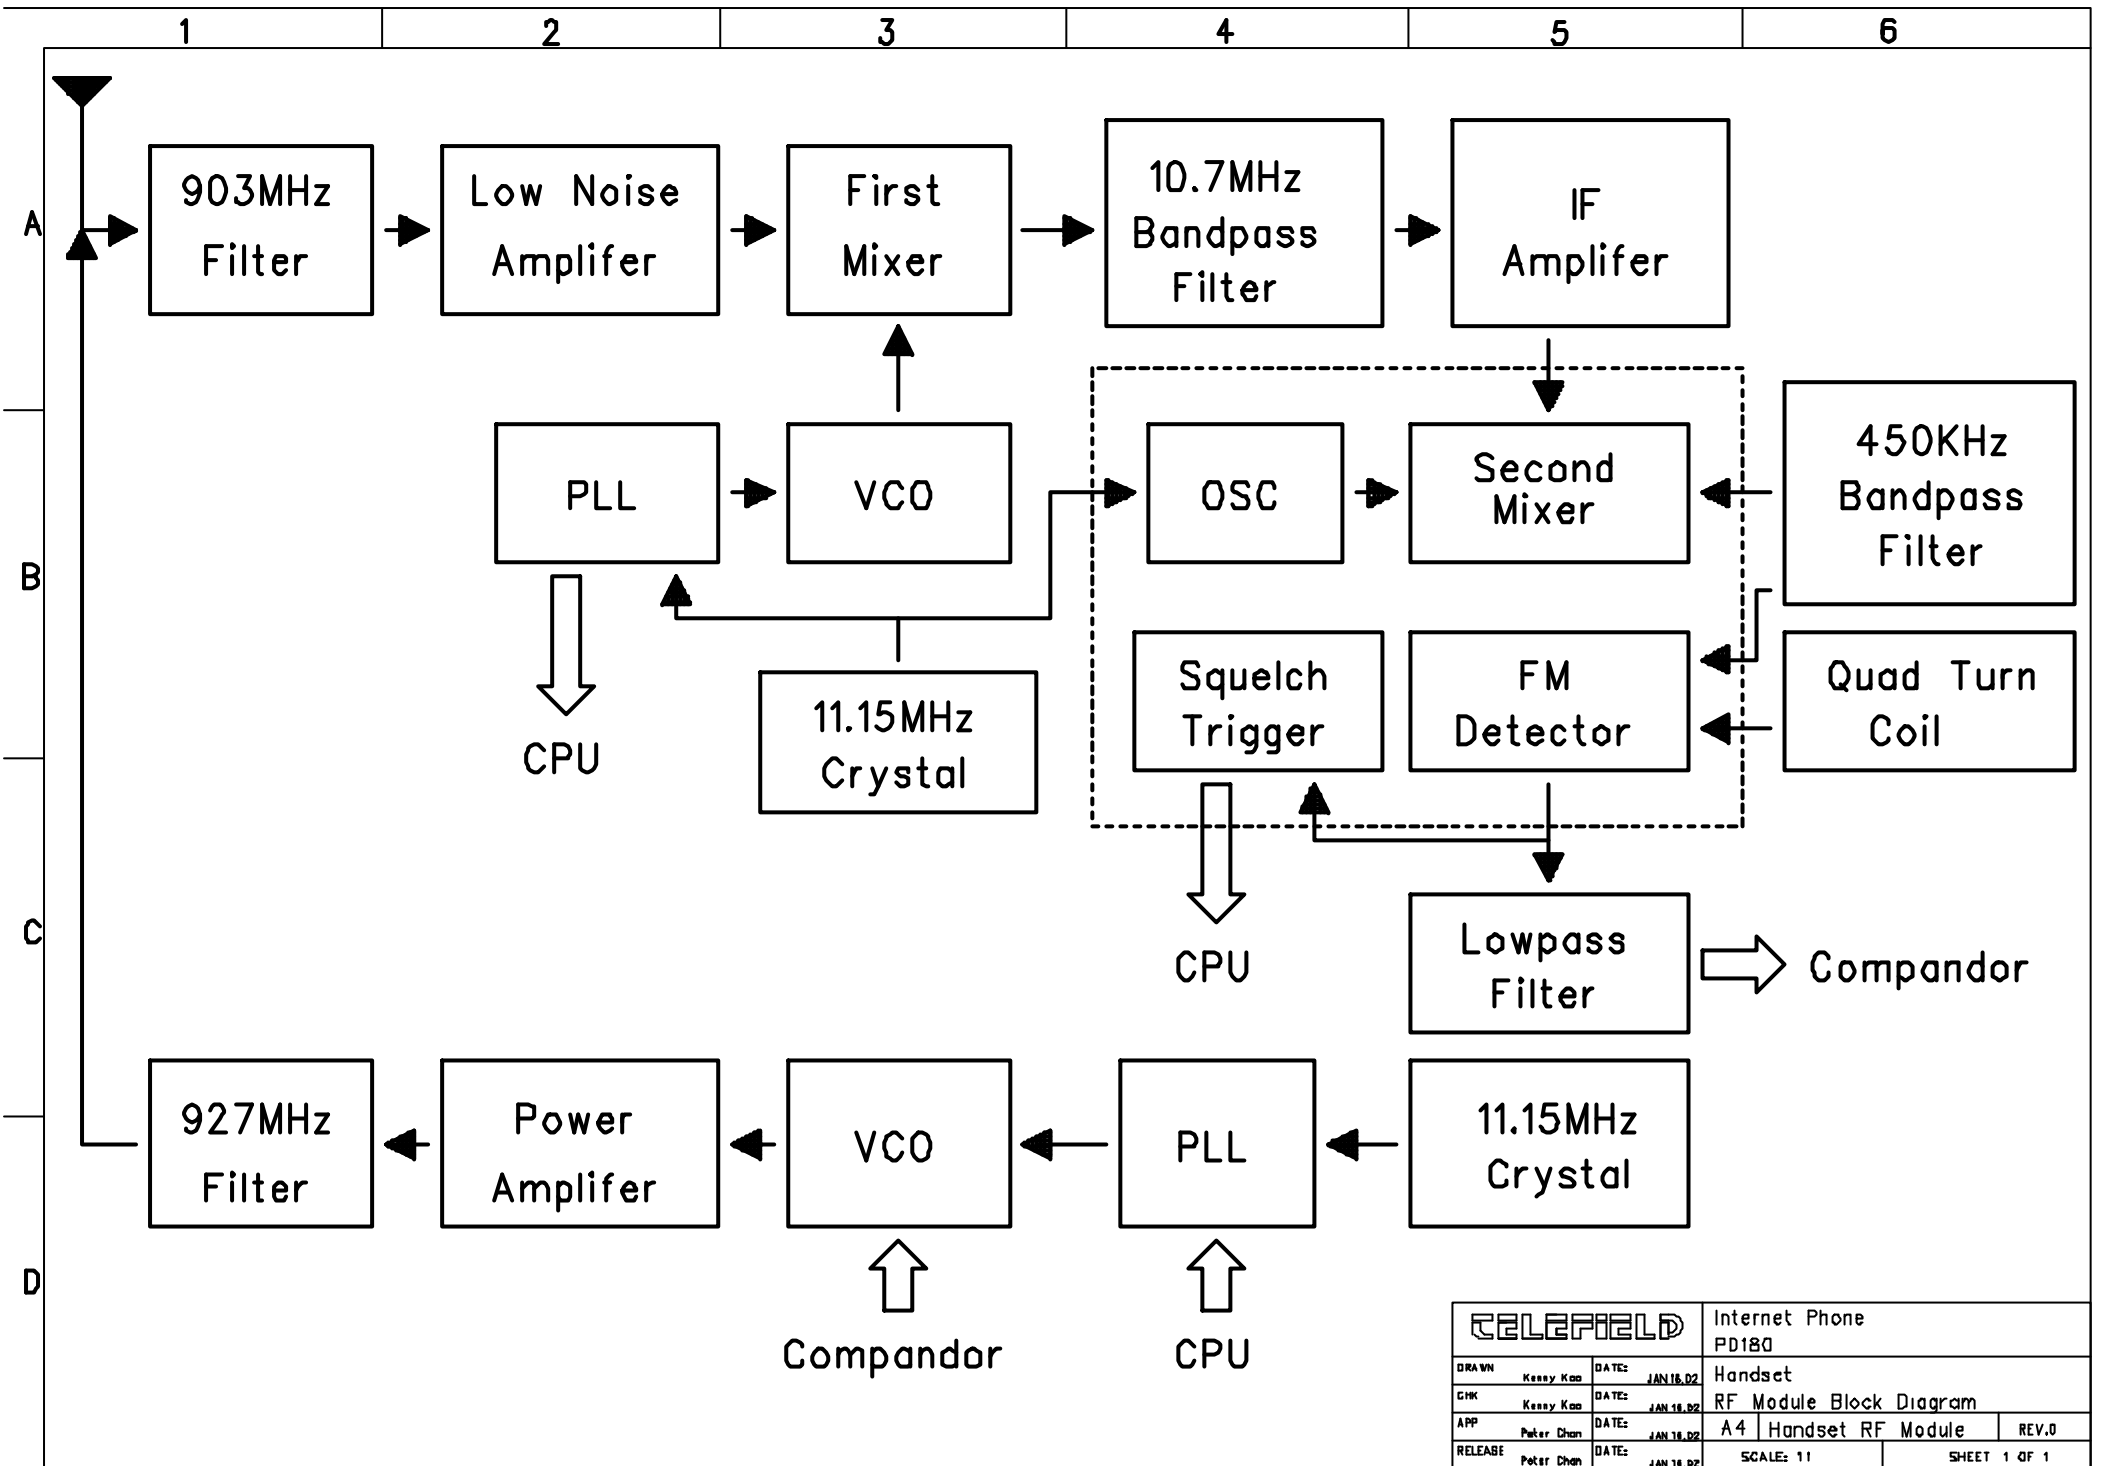 1 2 3 4 5 6
A
903MHz
Filter
Low Noise
Amplifer
First
Mixer
10.7MHz
Bandpass
Filter
IF
Amplifer
B
PLL
VCO
OSC
Second
Mixer
450KHz
Bandpass
Filter
CPU
11.15MHz
Crystal
Squelch
Trigger
FM
Detector
Quad Turn
Coil
C
CPU
Lowpass
Filter
Compandor
927MHz
Filter
Power
Amplifer
VCO
PLL
11.15MHz
Crystal
D
Compandor
CPU
TELEFIELD
Internet Phone
PD180
DRAWN Kenny Koo DATE: JAN 16,02
Handset
CHK Kenny Koo DATE: JAN 16,02
RF Module Block Diagram
APP Peter Chan DATE: JAN 16,02
A4 Handset RF Module REV.0
RELEASE Peter Chan DATE: JAN 16,02
SCALE: 11 SHEET 1 OF 1